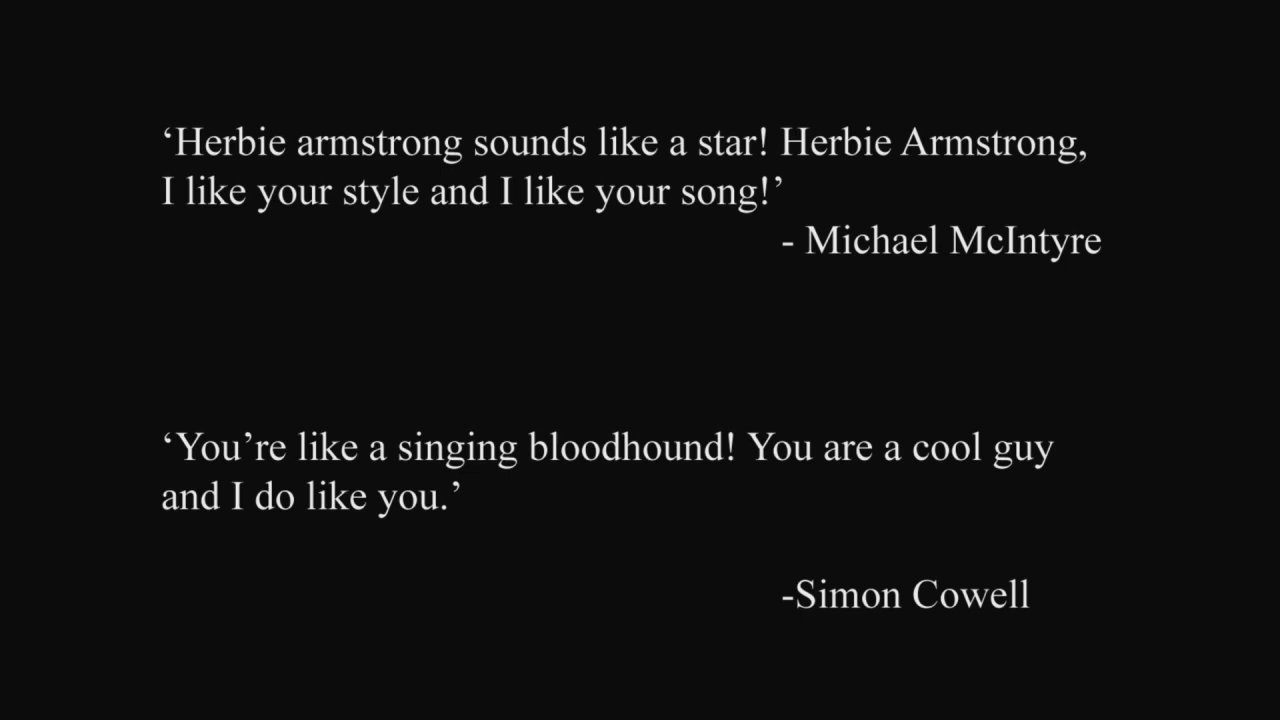 ‘Herbie armstrong sounds like a star! Herbie Armstrong,
I like your style and I like your song!’
- Michael McIntyre
‘You’re like a singing bloodhound! You are a cool guy
and I do like you.’
-Simon Cowell